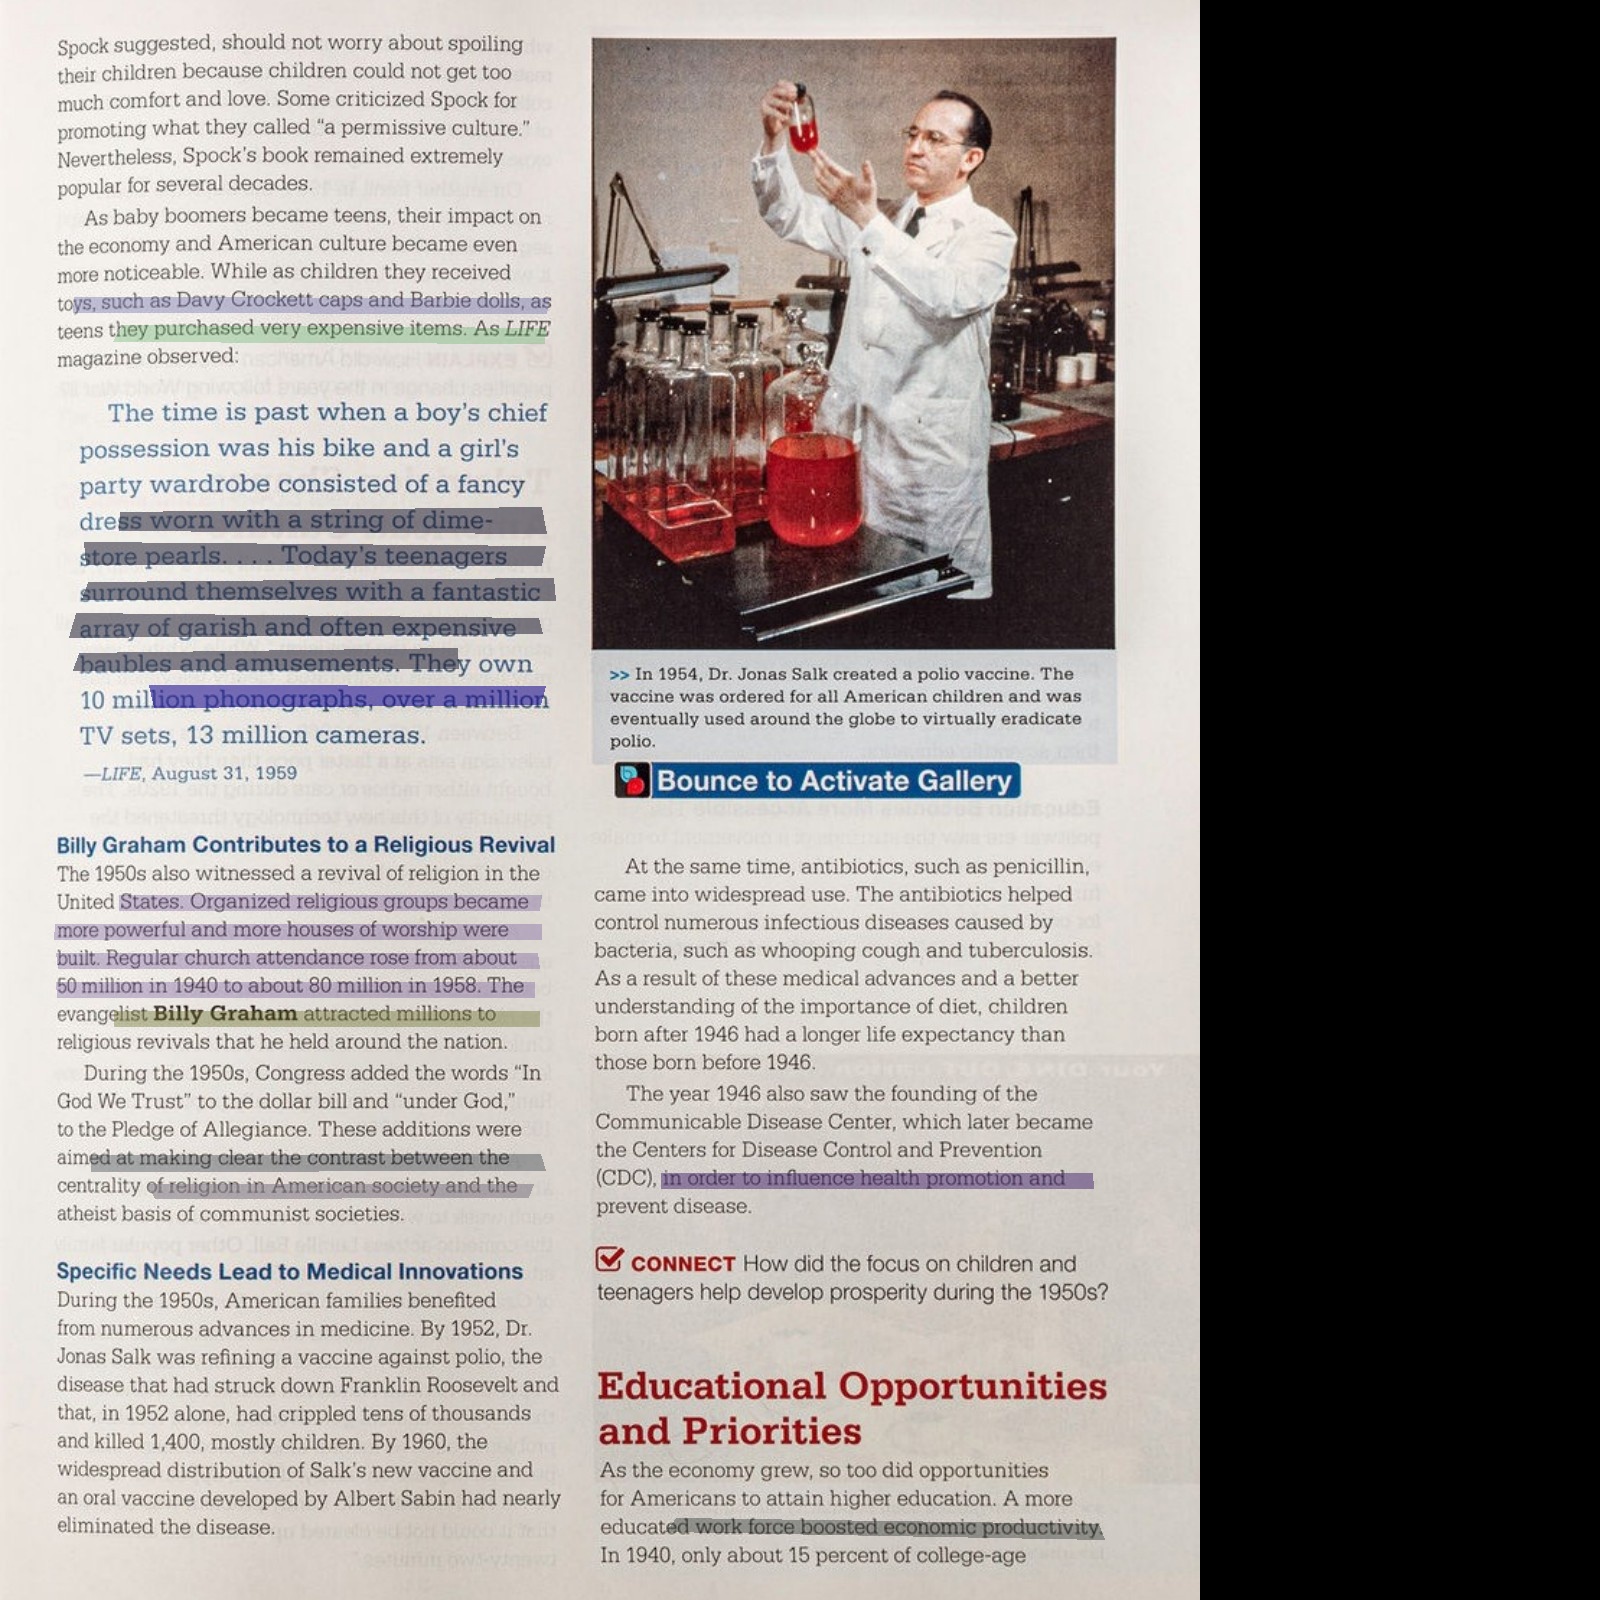 Spock suggested, should not worry about spoiling
their children because children could not get too
much comfort and love. Some criticized Spock for
promoting what they called “a permissive culture.”
Nevertheless, Spock’s book remained extremely
popular for several decades.
As baby boomers became teens, their impact on
the economy and American culture became even
more noticeable. While as children they received
toys, such as Davy Crockett caps and Barbie dolls, as
teens they purchased very expensive items. As LIFE
magazine observed:
The time is past when a boy’s chief
possession was his bike and a girl’s
party wardrobe consisted of a fancy
dress worn with a string of dime-
store pearls. . . . Today’s teenagers
surround themselves with a fantastic
array of garish and often expensive
baubles and amusements. They own
10 million phonographs, over a million
TV sets, 13 million cameras.
—LIFE, August 31, 1959
Billy Graham Contributes to a Religious Revival
The 1950s also witnessed a revival of religion in the
United States. Organized religious groups became
more powerful and more houses of worship were
built. Regular church attendance rose from about
50 million in 1940 to about 80 million in 1958. The
evangelist Billy Graham attracted millions to
religious revivals that he held around the nation.
During the 1950s, Congress added the words “In
God We Trust” to the dollar bill and “under God,”
to the Pledge of Allegiance. These additions were
aimed at making clear the contrast between the
centrality of religion in American society and the
atheist basis of communist societies.
Specific Needs Lead to Medical Innovations
During the 1950s, American families benefited
from numerous advances in medicine. By 1952, Dr.
Jonas Salk was refining a vaccine against polio, the
disease that had struck down Franklin Roosevelt and
that, in 1952 alone, had crippled tens of thousands
and killed 1,400, mostly children. By 1960, the
widespread distribution of Salk’s new vaccine and
an oral vaccine developed by Albert Sabin had nearly
eliminated the disease.
>> In 1954, Dr. Jonas Salk created a polio vaccine. The
vaccine was ordered for all American children and was
eventually used around the globe to virtually eradicate
polio.
Bounce to Activate Gallery
At the same time, antibiotics, such as penicillin,
came into widespread use. The antibiotics helped
control numerous infectious diseases caused by
bacteria, such as whooping cough and tuberculosis.
As a result of these medical advances and a better
understanding of the importance of diet, children
born after 1946 had a longer life expectancy than
those born before 1946.
The year 1946 also saw the founding of the
Communicable Disease Center, which later became
the Centers for Disease Control and Prevention
(CDC), in order to influence health promotion and
prevent disease.
CONNECT How did the focus on children and
teenagers help develop prosperity during the 1950s?
Educational Opportunities
and Priorities
As the economy grew, so too did opportunities
for Americans to attain higher education. A more
educated work force boosted economic productivity.
In 1940, only about 15 percent of college-age